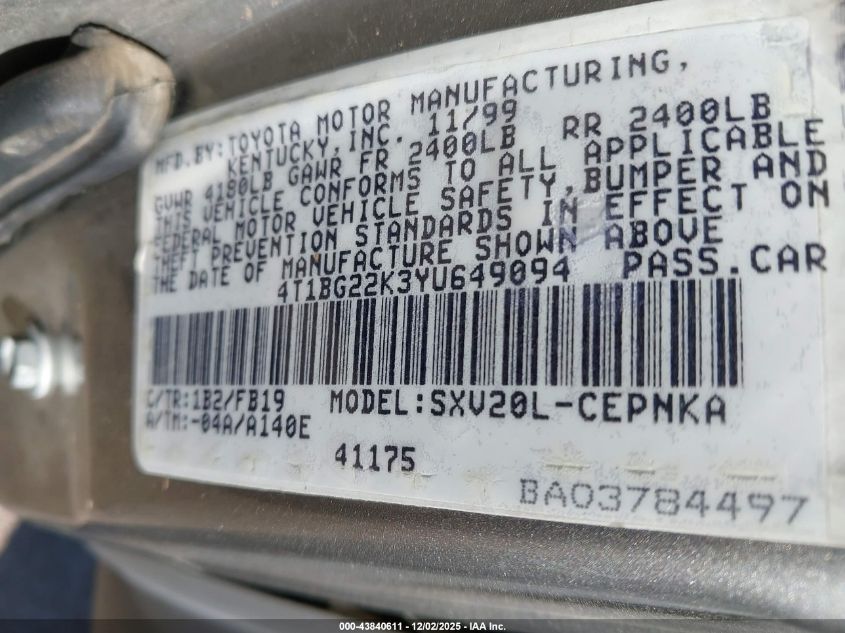 MFD.BY:TOYOTA MOTOR MANUFACTURING,
KENTUCKY,INC. 11/99
GVWR 4190LB GAWR FR 2400LB RR 2400LB
THIS VEHICLE CONFORMS TO ALL APPLICABLE
FEDERAL MOTOR VEHICLE SAFETY,BUMPER AND
THEFT PREVENTION STANDARDS IN EFFECT ON
THE DATE OF MANUFACTURE SHOWN ABOVE
4T1BG22K3YU649094 PASS.CAR
C/TR:1B2/FB19 MODEL:SXV20L-CEPNKA
A/TM:-04A/A140E
41175
BA03784497
000-43840611 - 12/02/2025 - IAA Inc.